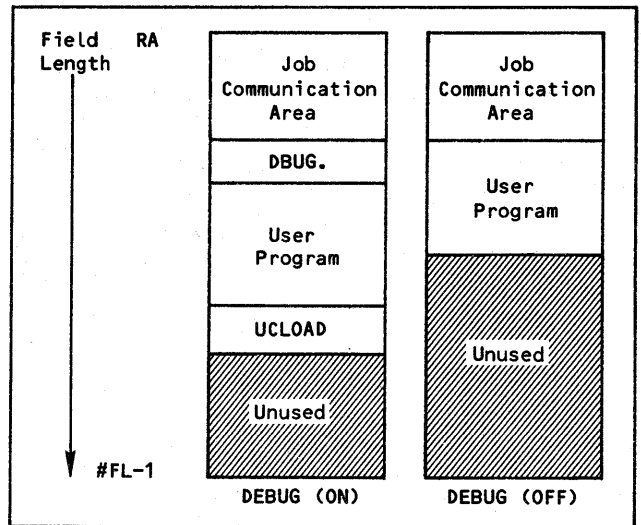 Field RA
Length
Job
Communication
Area
DBUG.
User
Program
UCLOAD
Unused
Job
Communication
Area
User
Program
Unused
#FL-1
DEBUG (ON)
DEBUG (OFF)